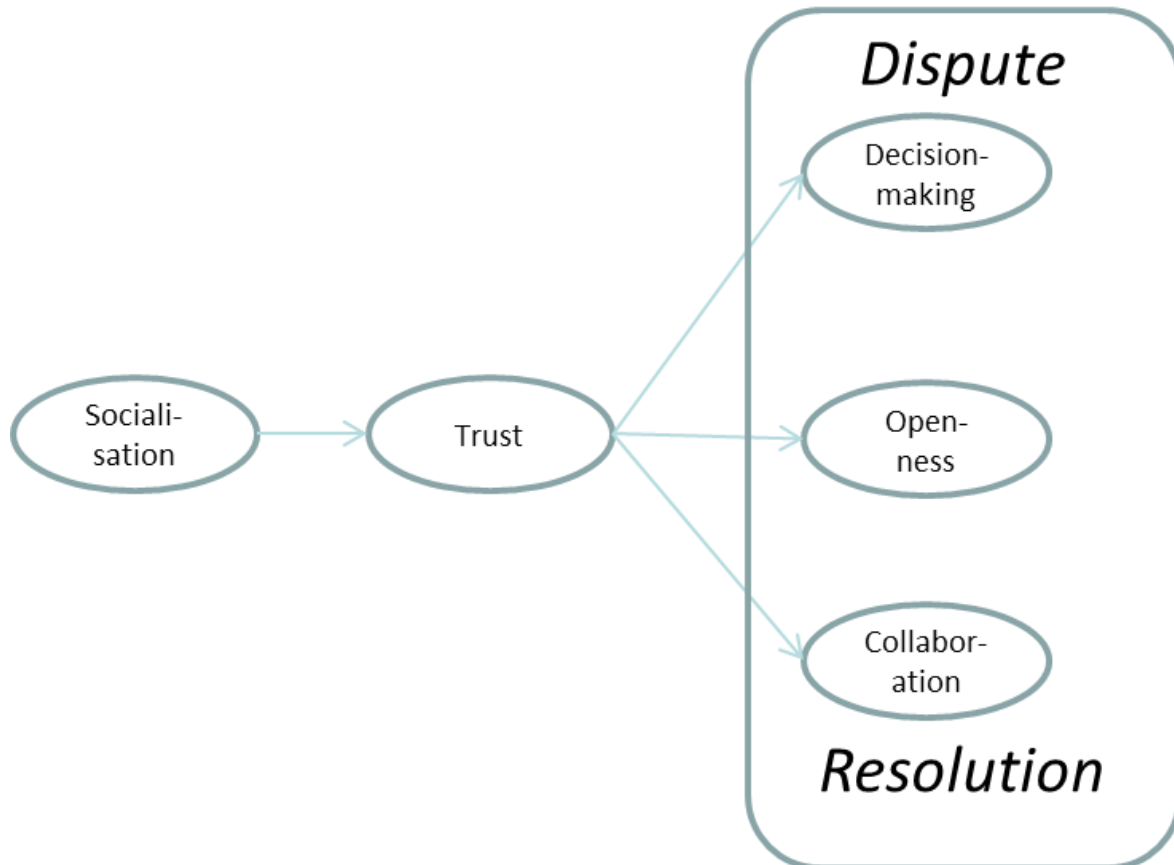 Dispute
Decision-
making
Sociali-
sation
Trust
Open-
ness
Collabor-
ation
Resolution